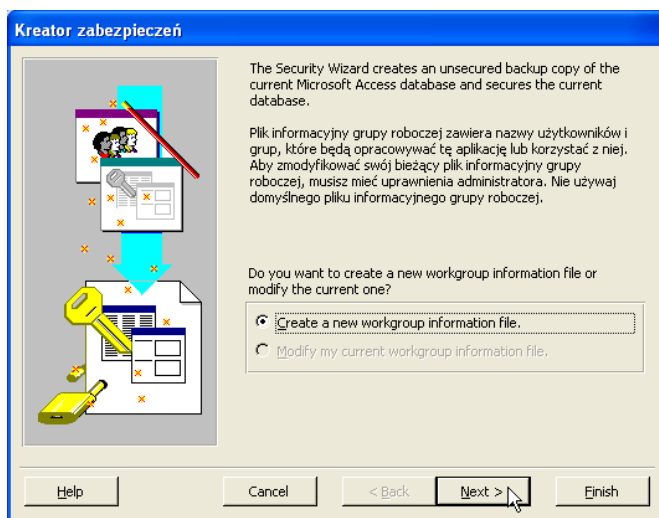 Kreator zabezpieczeń
The Security Wizard creates an unsecured backup copy of the
current Microsoft Access database and secures the current
database.
Plik informacyjny grupy roboczej zawiera nazwy użytkowników i
grup, które będą opracowywać tę aplikację lub korzystać z niej.
Aby zmodyfikować swój bieżący plik informacyjny grupy
roboczej, musisz mieć uprawnienia administratora. Nie używaj
domyślnego pliku informacyjnego grupy roboczej.
Do you want to create a new workgroup information file or
modify the current one?
Create a new workgroup information file.
Modify my current workgroup information file.
Help Cancel < Back Next > Finish